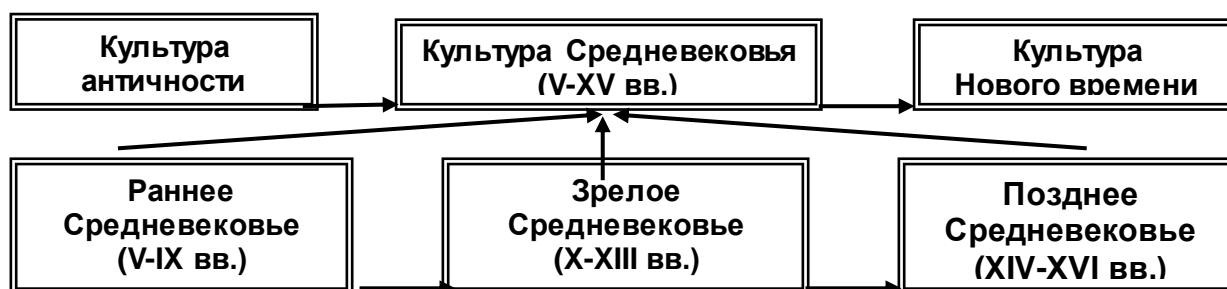 Культура
античности
Культура Средневековья
(V-XV вв.)
Культура
Нового времени
Раннее
Средневековье
(V-IX вв.)
Зрелое
Средневековье
(X-XIII вв.)
Позднее
Средневековье
(XIV-XVI вв.)